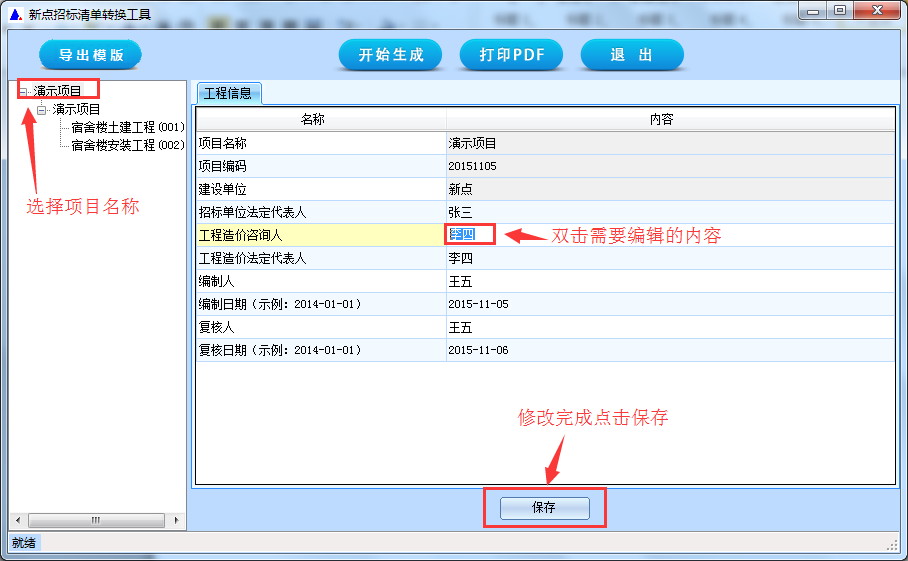 新点招标清单转换工具
导出模版
开始生成
打印PDF
退 出
演示项目
演示项目
宿舍楼土建工程(001)
宿舍楼安装工程(002)
选择项目名称
工程信息
名称 内容
项目名称 演示项目
项目编码 20151105
建设单位 新点
招标单位法定代表人 张三
工程造价咨询人 李四
双击需要编辑的内容
工程造价法定代表人 李四
编制人 王五
编制日期（示例：2014-01-01） 2015-11-05
复核人 王五
复核日期（示例：2014-01-01） 2015-11-06
修改完成点击保存
保存
就绪